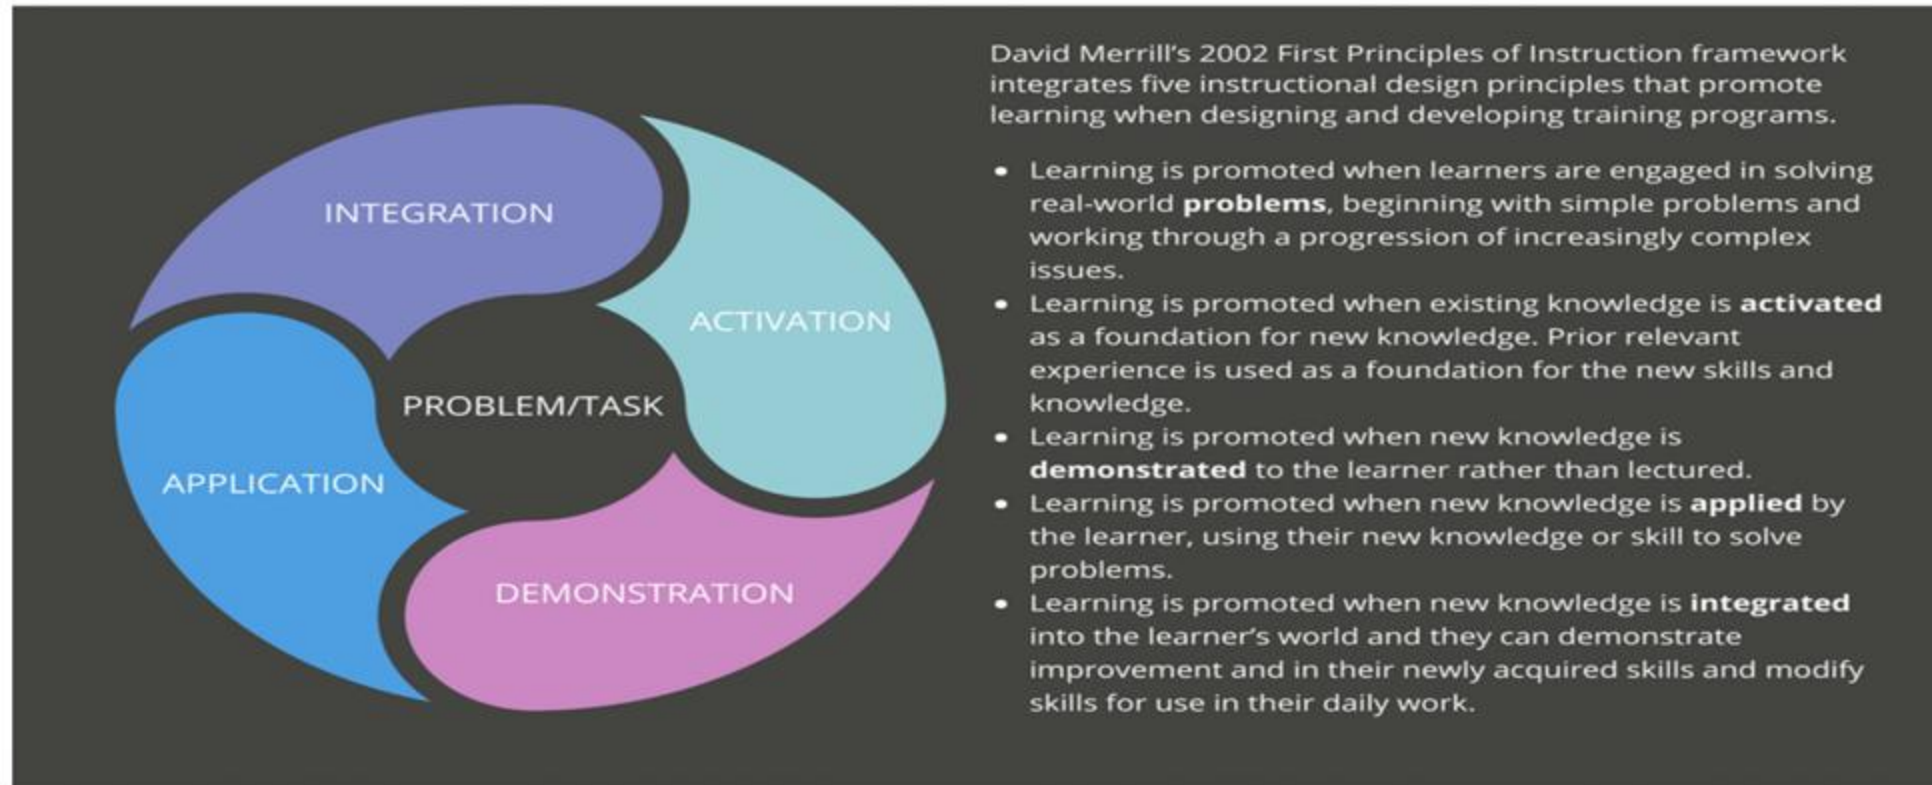 INTEGRATION
ACTIVATION
PROBLEM/TASK
APPLICATION
DEMONSTRATION
David Merrill's 2002 First Principles of Instruction framework
integrates five instructional design principles that promote
learning when designing and developing training programs.
• Learning is promoted when learners are engaged in solving
real-world problems, beginning with simple problems and
working through a progression of increasingly complex
issues.
• Learning is promoted when existing knowledge is activated
as a foundation for new knowledge. Prior relevant
experience is used as a foundation for the new skills and
knowledge.
• Learning is promoted when new knowledge is
demonstrated to the learner rather than lectured.
• Learning is promoted when new knowledge is applied by
the learner, using their new knowledge or skill to solve
problems.
• Learning is promoted when new knowledge is integrated
into the learner's world and they can demonstrate
improvement and in their newly acquired skills and modify
skills for use in their daily work.